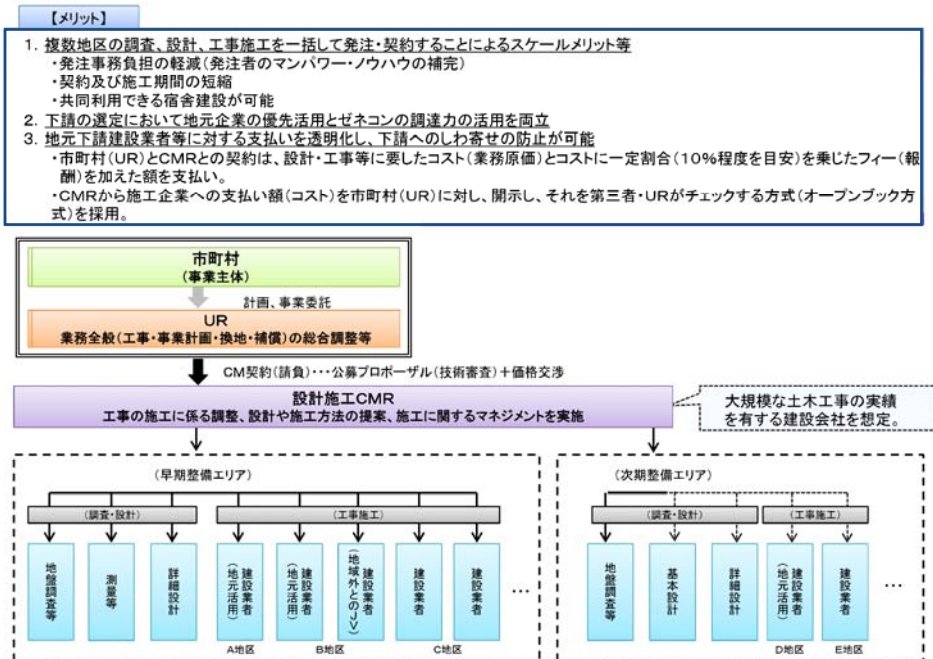 【メリット】
1. 複数地区の調査、設計、工事施工を一括して発注・契約することによるスケールメリット等
・発注事務負担の軽減(発注者のマンパワー・ノウハウの補完)
・契約及び施工期間の短縮
・共同利用できる宿舎建設が可能
2. 下請の選定において地元企業の優先活用とゼネコンの調達力の活用を両立
3. 地元下請建設業者等に対する支払いを透明化し、下請へのしわ寄せの防止が可能
・市町村(UR)とCMRとの契約は、設計・工事等に要したコスト(業務原価)とコストに一定割合(10%程度を目安)を乗じたフィー(報
酬)を加えた額を支払い。
・CMRから施工企業への支払い額(コスト)を市町村(UR)に対し、開示し、それを第三者・URがチェックする方式(オープンブック方
式)を採用。
市町村
(事業主体)
計画、事業委託
UR
業務全般(工事・事業計画・換地・補償)の総合調整等
CM契約(請負)・・・公募プロポーザル(技術審査)+価格交渉
設計施工CMR
工事の施工に係る調整、設計や施工方法の提案、施工に関するマネジメントを実施
大規模な土木工事の実績
を有する建設会社を想定。
(早期整備エリア)
(調査・設計)
(工事施工)
地盤調査等
測量等
詳細設計
建設業者
(地元活用)
建設業者
(地元活用)
建設業者
(地域外とのJV)
建設業者
建設業者
…
A地区
B地区
C地区
(次期整備エリア)
(調査・設計)
(工事施工)
地盤調査等
基本設計
詳細設計
建設業者
(地元活用)
建設業者
…
D地区
E地区